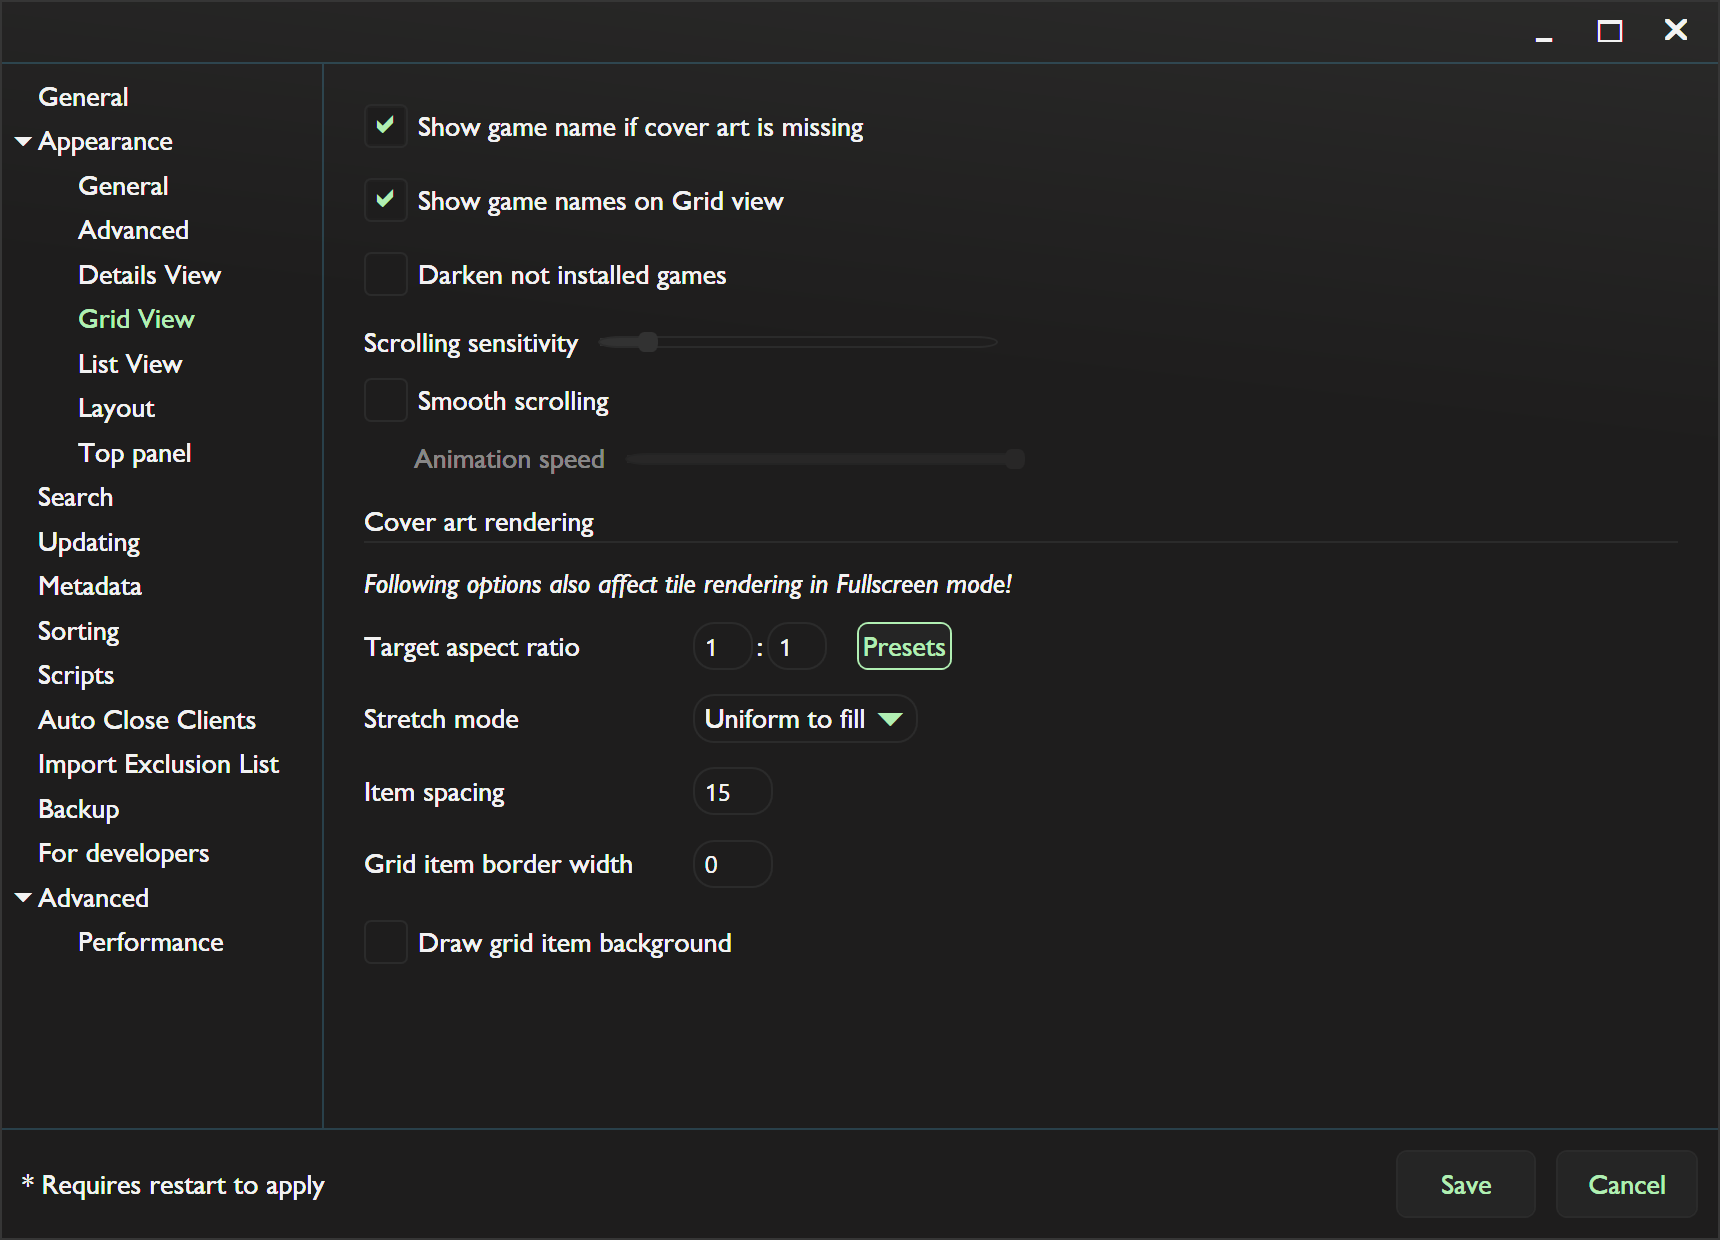 General
Appearance
General
Advanced
Details View
Grid View
List View
Layout
Top panel
Search
Updating
Metadata
Sorting
Scripts
Auto Close Clients
Import Exclusion List
Backup
For developers
Advanced
Performance
Show game name if cover art is missing
Show game names on Grid view
Darken not installed games
Scrolling sensitivity
Smooth scrolling
Animation speed
Cover art rendering
Following options also affect tile rendering in Fullscreen mode!
Target aspect ratio 1 : 1 Presets
Stretch mode Uniform to fill
Item spacing 15
Grid item border width 0
Draw grid item background
* Requires restart to apply
Save Cancel